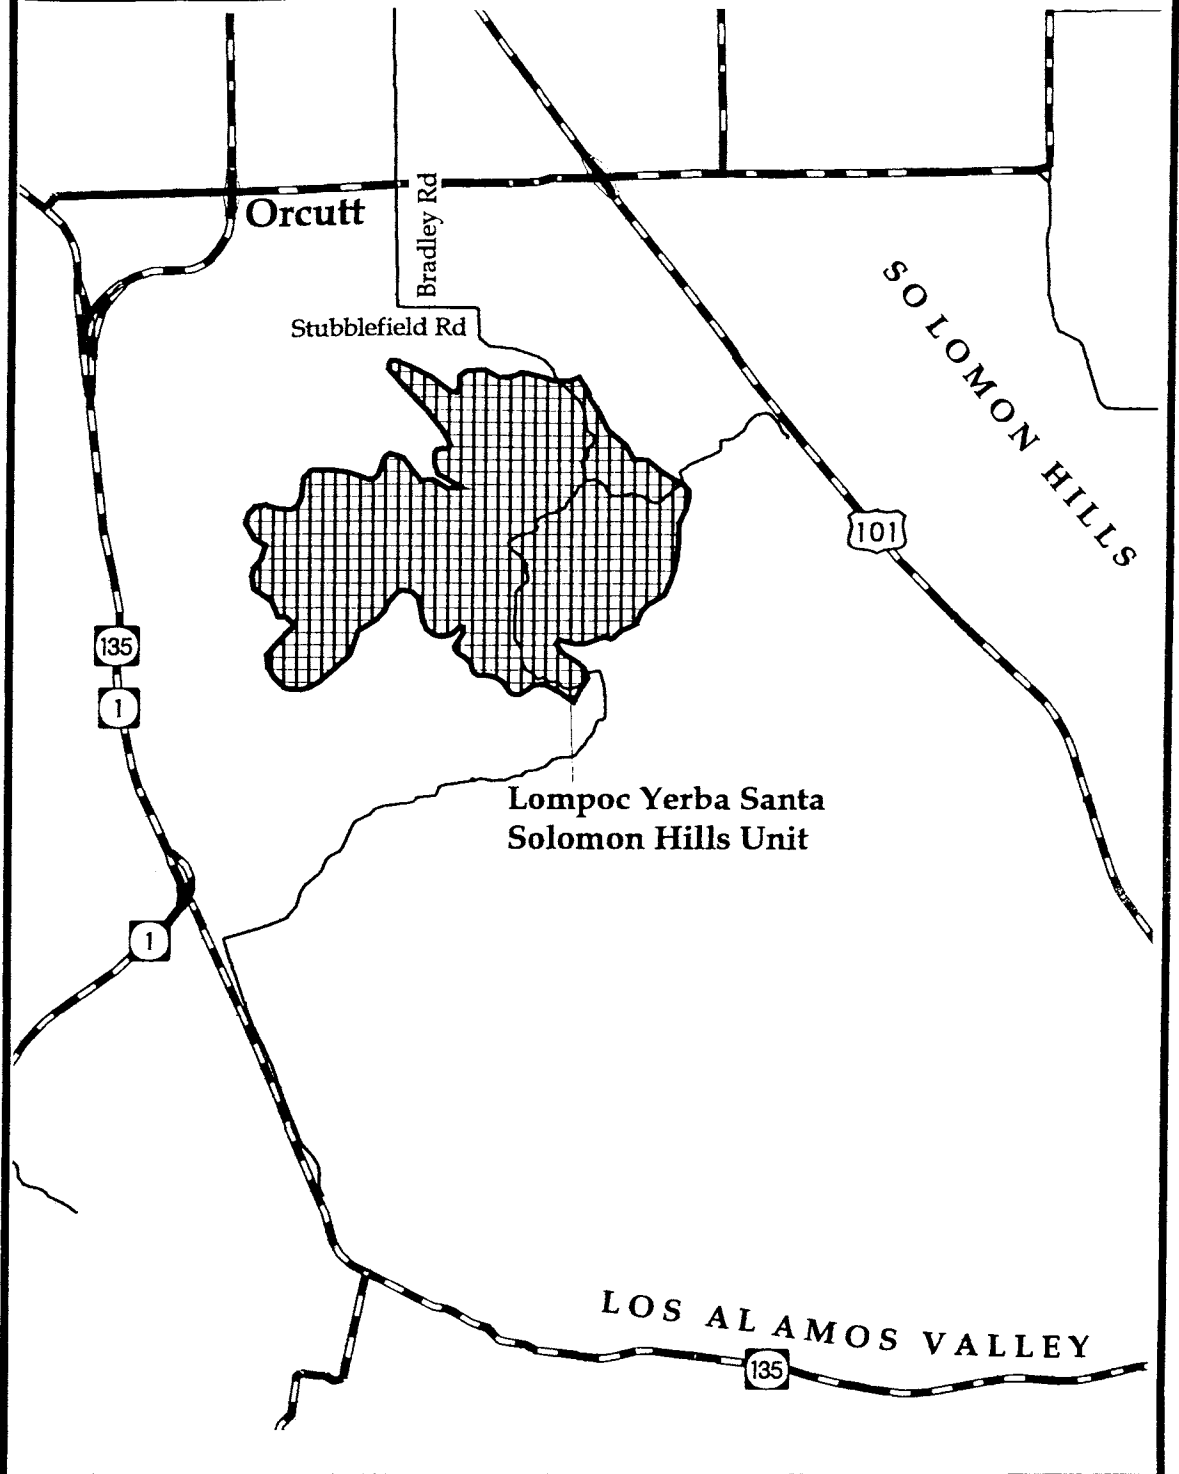 Orcutt
Bradley Rd
Stubblefield Rd
SOLOMON HILLS
101
135
1
Lompoc Yerba Santa
Solomon Hills Unit
1
LOS ALAMOS VALLEY
135